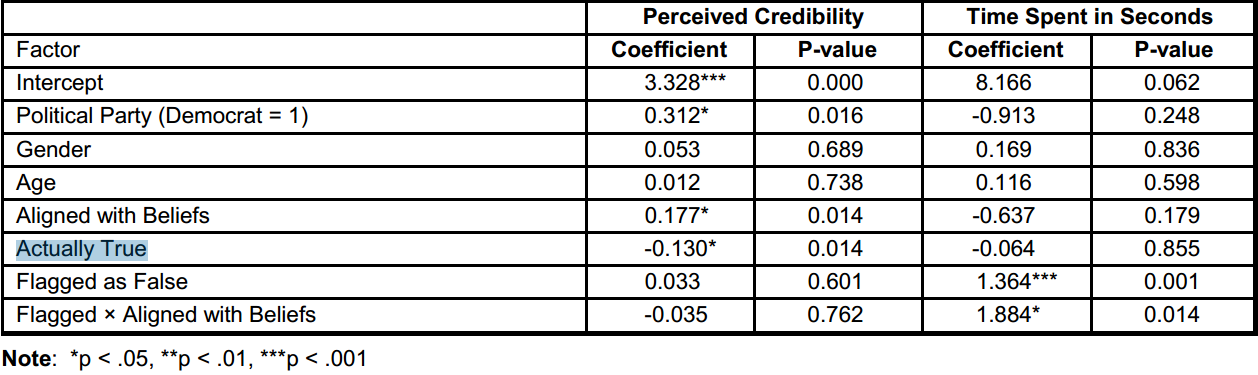 Perceived Credibility Time Spent in Seconds
Factor Coefficient P-value Coefficient P-value
Intercept 3.328*** 0.000 8.166 0.062
Political Party (Democrat = 1) 0.312* 0.016 -0.913 0.248
Gender 0.053 0.689 0.169 0.836
Age 0.012 0.738 0.116 0.598
Aligned with Beliefs 0.177* 0.014 -0.637 0.179
Actually True -0.130* 0.014 -0.064 0.855
Flagged as False 0.033 0.601 1.364*** 0.001
Flagged × Aligned with Beliefs -0.035 0.762 1.884* 0.014
Note: *p < .05, **p < .01, ***p < .001